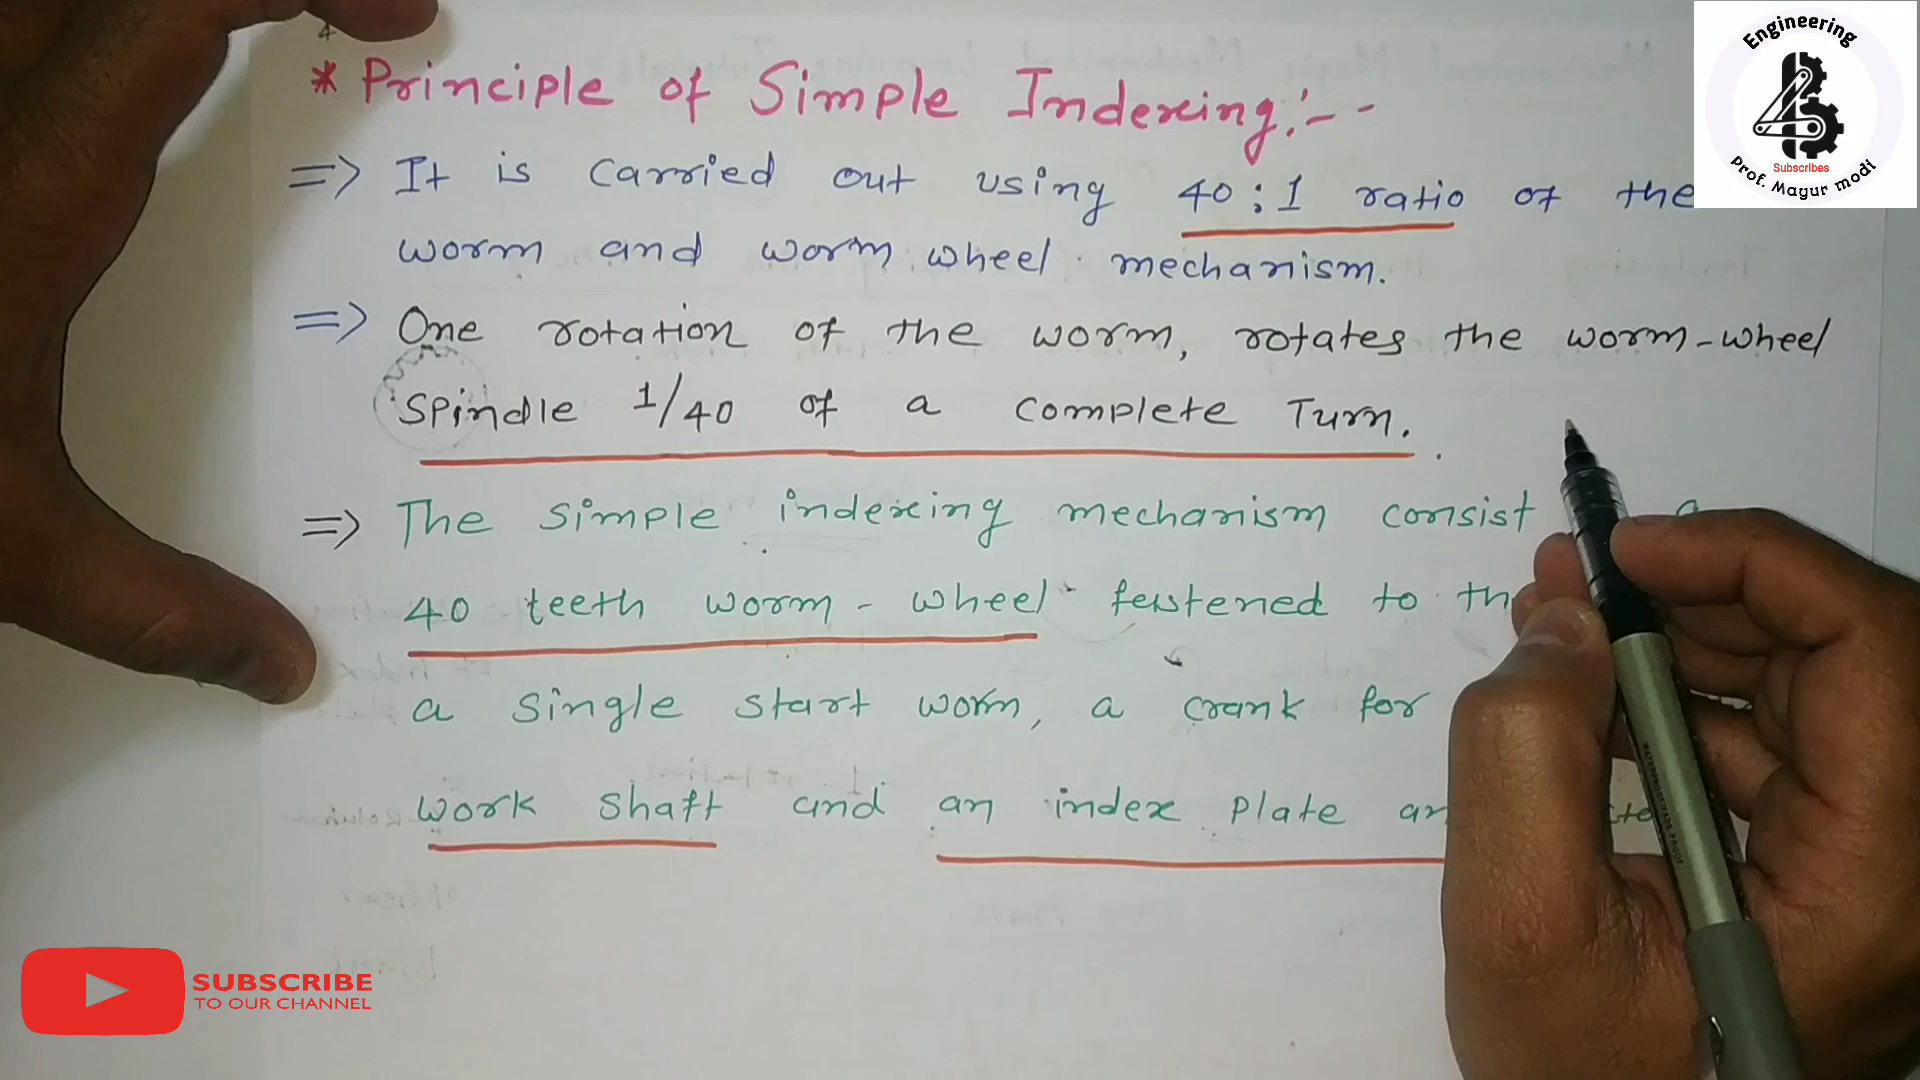 * Principle of Simple Indexing:--
=> It is carried out using 40:1 ratio of the
worm and worm wheel mechanism.
=> One rotation of the worm, rotates the worm-wheel
spindle 1/40 of a complete Turn.
=> The simple indexing mechanism consist a
40 teeth worm-wheel fastened to
a single start worm, a crank for
work shaft and an index plate
Engineering
Subscribes
Prof. Mayur modi
SUBSCRIBE
TO OUR CHANNEL